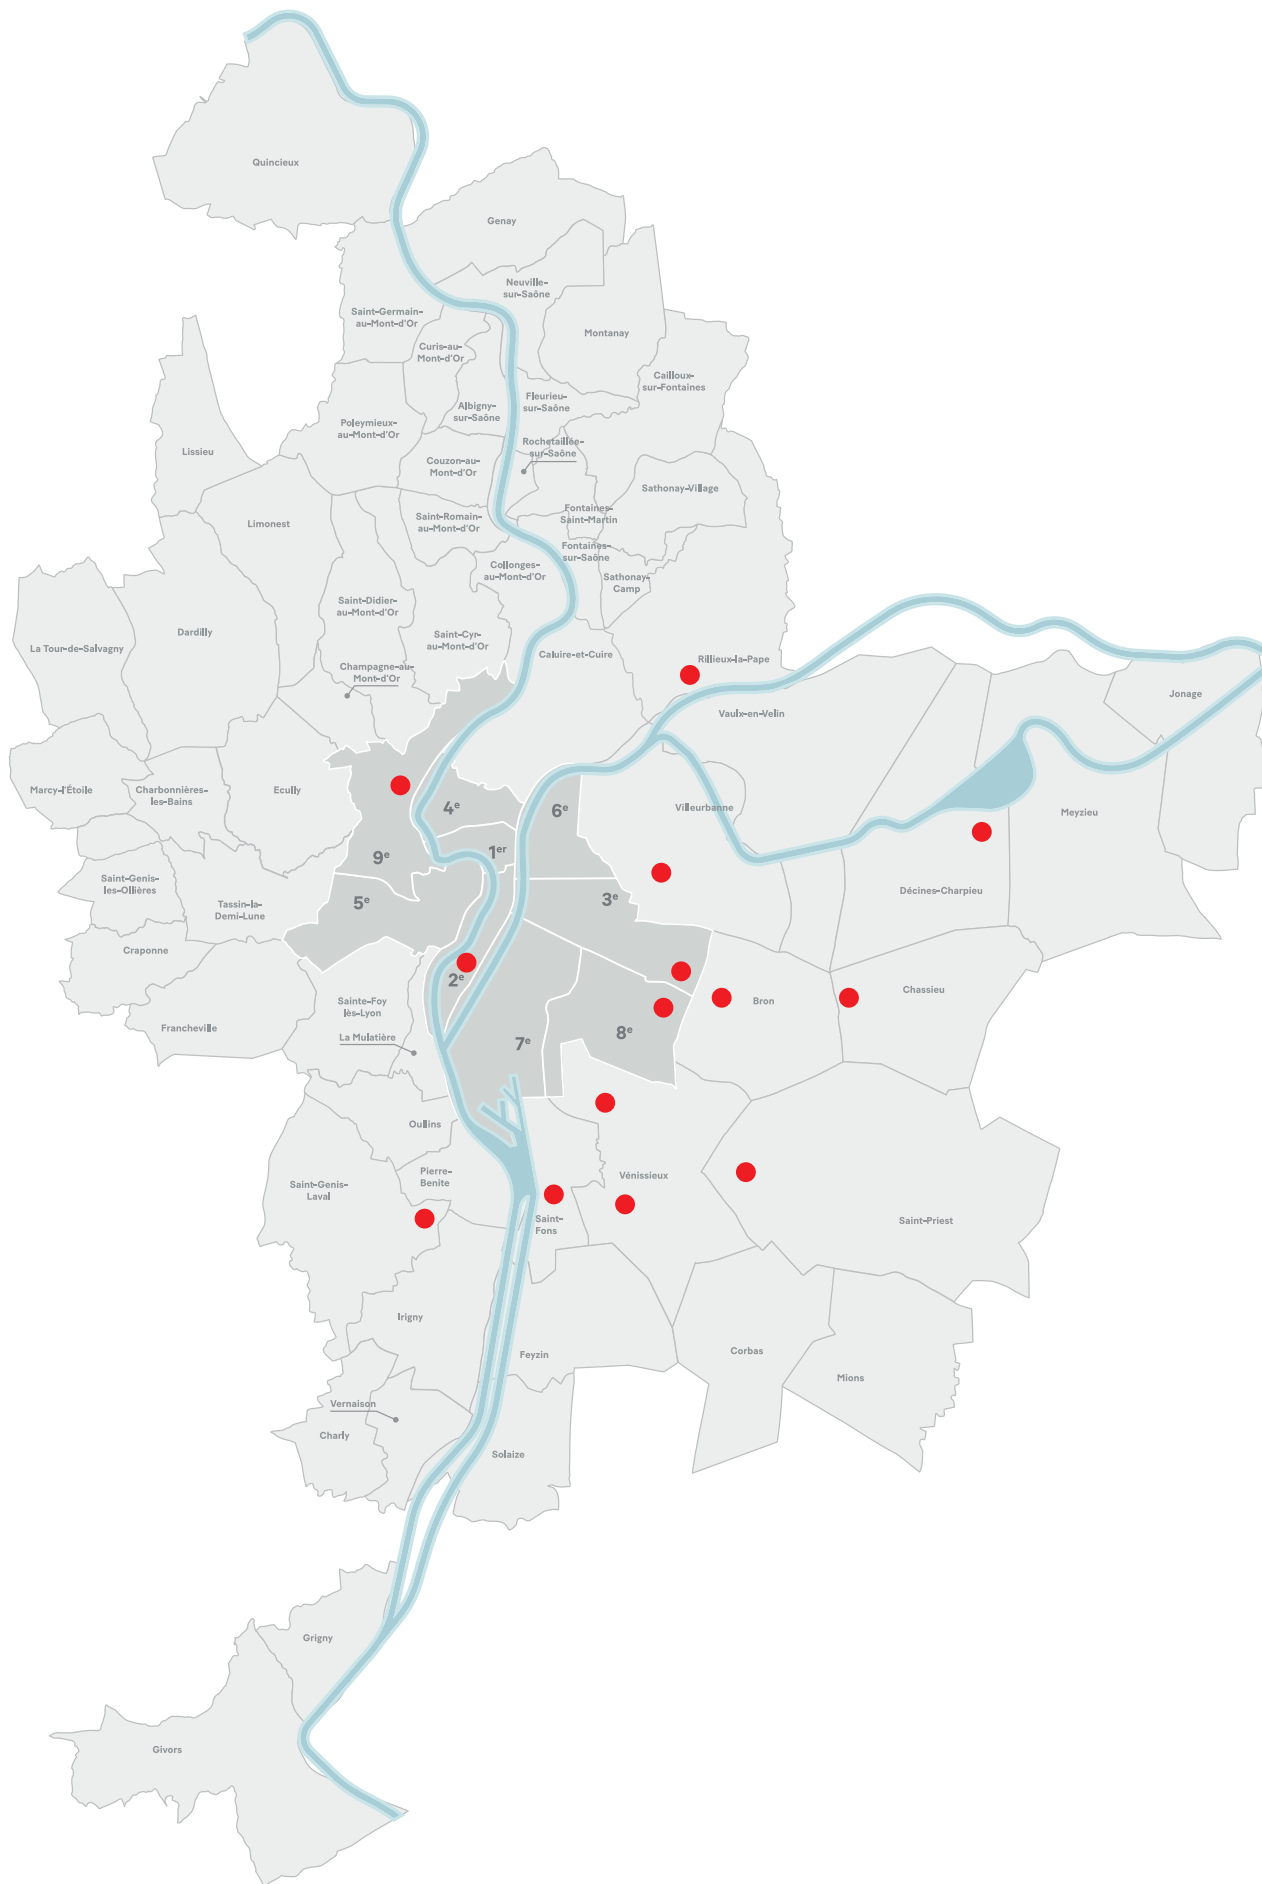 Quincieux
Genay
Neuville-
sur-Saône
Saint-Germain-
au-Mont-d'Or
Montanay
Curis-au-
Mont-d'Or
Cailloux-
sur-Fontaines
Fleurieu-
sur-Saône
Albigny-
sur-Saône
Poleymieux-
au-Mont-d'Or
Lissieu
Rochetaillée-
sur-Saône
Couzon-au-
Mont-d'Or
Sathonay-Village
Limonest
Saint-Romain-
au-Mont-d'Or
Fontaines-
Saint-Martin
Fontaines-
sur-Saône
Collonges-
au-Mont-d'Or
Sathonay-
Camp
Saint-Didier-
au-Mont-d'Or
Dardilly
La Tour-de-Salvagny
Saint-Cyr-
au-Mont-d'Or
Caluire-et-Cuire
Rillieux-la-Pape
Champagne-au-
Mont-d'Or
Jonage
Vaulx-en-Velin
Marcy-l'Étoile
Charbonnières-
les-Bains
Ecully
4e
6e
Villeurbanne
Meyzieu
9e
1er
Saint-Genis-
les-Ollières
Tassin-la-
Demi-Lune
5e
3e
Décines-Charpieu
Craponne
2e
Chassieu
Bron
Sainte-Foy
lès-Lyon
Francheville
La Mulatière
7e
8e
Oullins
Pierre-
Benite
Saint-Genis-
Laval
Vénissieux
Saint-
Fons
Saint-Priest
Irigny
Feyzin
Corbas
Mions
Vernaison
Charly
Solaize
Grigny
Givors